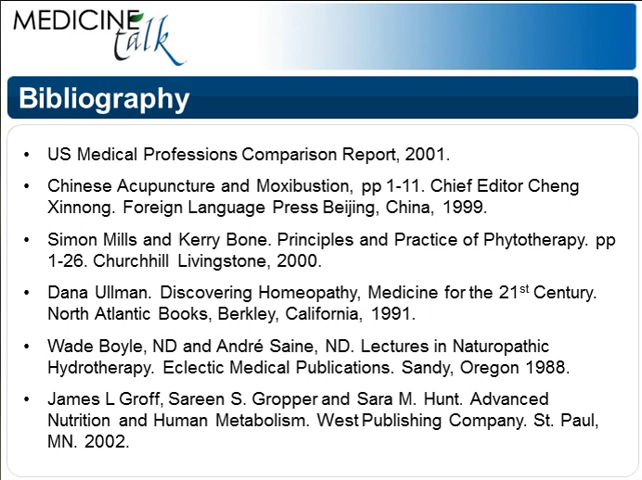 MEDICINE
talk
Bibliography
• US Medical Professions Comparison Report, 2001.
• Chinese Acupuncture and Moxibustion, pp 1-11. Chief Editor Cheng
Xinnong. Foreign Language Press Beijing, China, 1999.
• Simon Mills and Kerry Bone. Principles and Practice of Phytotherapy. pp
1-26. Churchhill Livingstone, 2000.
• Dana Ullman. Discovering Homeopathy, Medicine for the 21st Century.
North Atlantic Books, Berkley, California, 1991.
• Wade Boyle, ND and André Saine, ND. Lectures in Naturopathic
Hydrotherapy. Eclectic Medical Publications. Sandy, Oregon 1988.
• James L Groff, Sareen S. Gropper and Sara M. Hunt. Advanced
Nutrition and Human Metabolism. West Publishing Company. St. Paul,
MN. 2002.